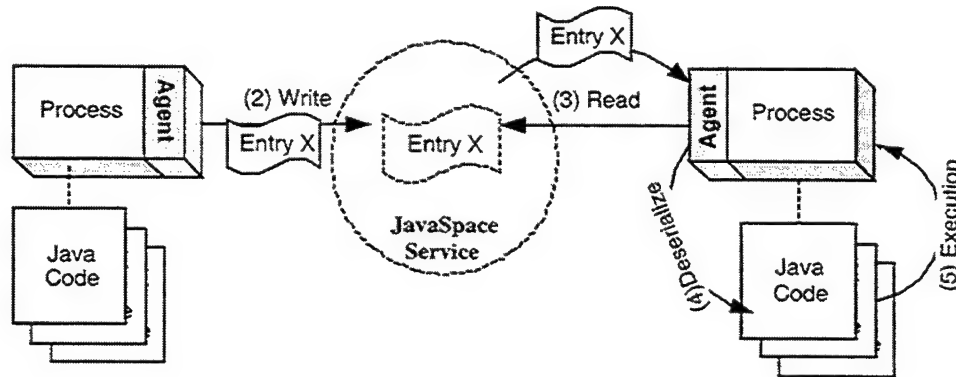 Process
Agent
(2) Write
Entry X
Entry X
JavaSpace
Service
Entry X
(3) Read
Agent
Process
Java
Code
(4)Deserialize
Java
Code
(5) Execution